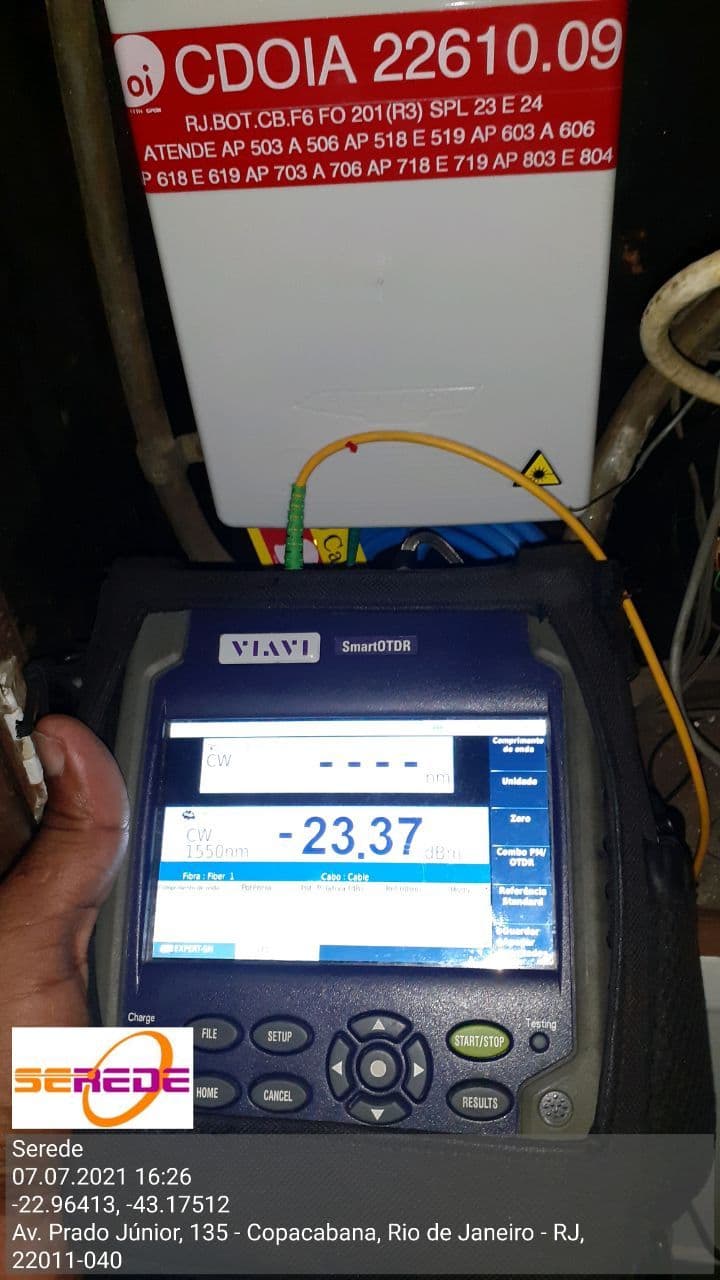 oi
CDOIA 22610.09
RJ.BOT.CB.F6 FO 201(R3) SPL 23 E 24
ATENDE AP 503 A 506 AP 518 E 519 AP 603 A 606
P 618 E 619 AP 703 A 706 AP 718 E 719 AP 803 E 804
Ca
VIAVI SmartOTDR
CW
---- nm
Comprimento de onda
Unidade
Zero
Combo PM/ OTDR
Referência Standard
CW
1550nm
-23.37 dBm
Fibra : Fiber 1 Cabo : Cable
EXPERT-SM
Charge
Testing
FILE SETUP START/STOP
HOME CANCEL RESULTS
SEREDE
Serede
07.07.2021 16:26
-22.96413, -43.17512
Av. Prado Júnior, 135 - Copacabana, Rio de Janeiro - RJ,
22011-040